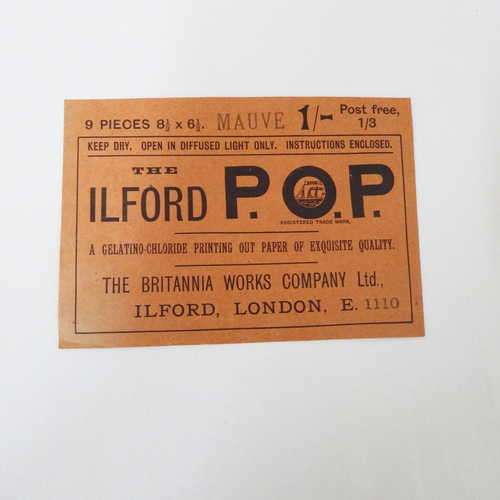 9 PIECES 8½ x 6½. MAUVE 1/- Post free, 1/3
KEEP DRY. OPEN IN DIFFUSED LIGHT ONLY. INSTRUCTIONS ENCLOSED.
THE
ILFORD P.O.P.
REGISTERED TRADE MARK.
A GELATINO-CHLORIDE PRINTING OUT PAPER OF EXQUISITE QUALITY.
THE BRITANNIA WORKS COMPANY Ltd.,
ILFORD, LONDON, E. 1110